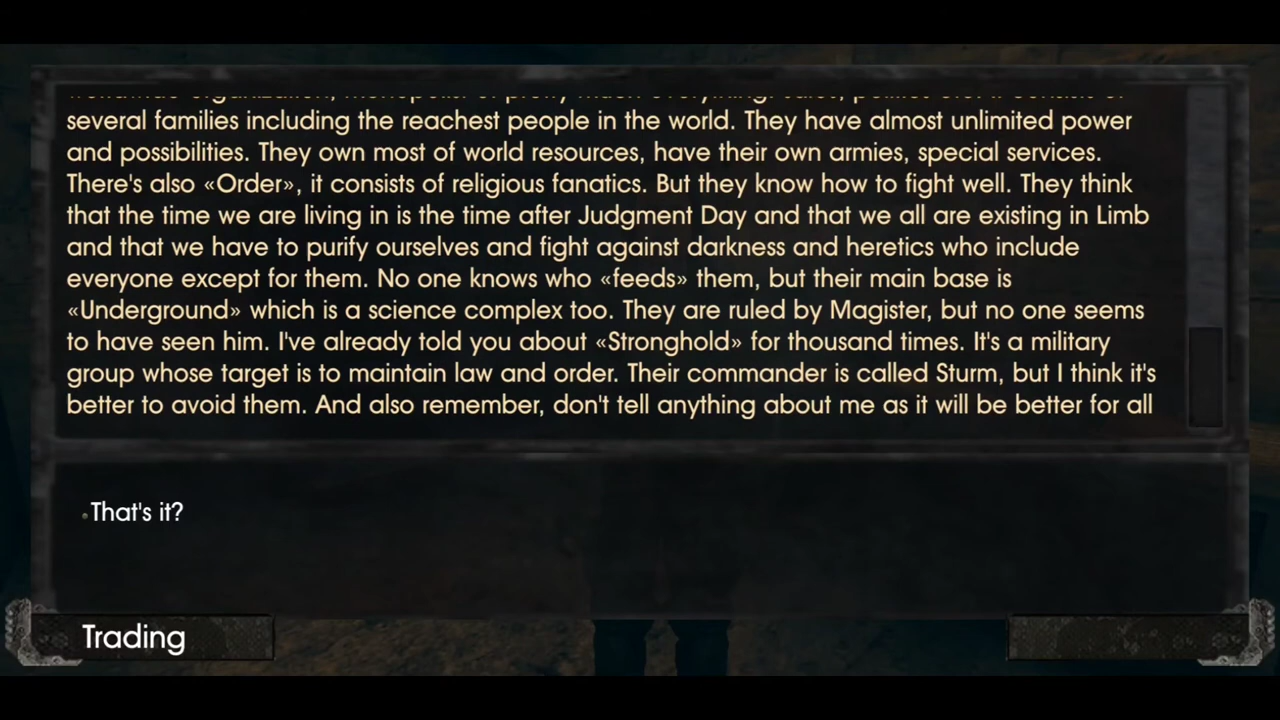 several families including the reachest people in the world. They have almost unlimited power
and possibilities. They own most of world resources, have their own armies, special services.
There's also «Order», it consists of religious fanatics. But they know how to fight well. They think
that the time we are living in is the time after Judgment Day and that we all are existing in Limb
and that we have to purify ourselves and fight against darkness and heretics who include
everyone except for them. No one knows who «feeds» them, but their main base is
«Underground» which is a science complex too. They are ruled by Magister, but no one seems
to have seen him. I've already told you about «Stronghold» for thousand times. It's a military
group whose target is to maintain law and order. Their commander is called Sturm, but I think it's
better to avoid them. And also remember, don't tell anything about me as it will be better for all
That's it?
Trading